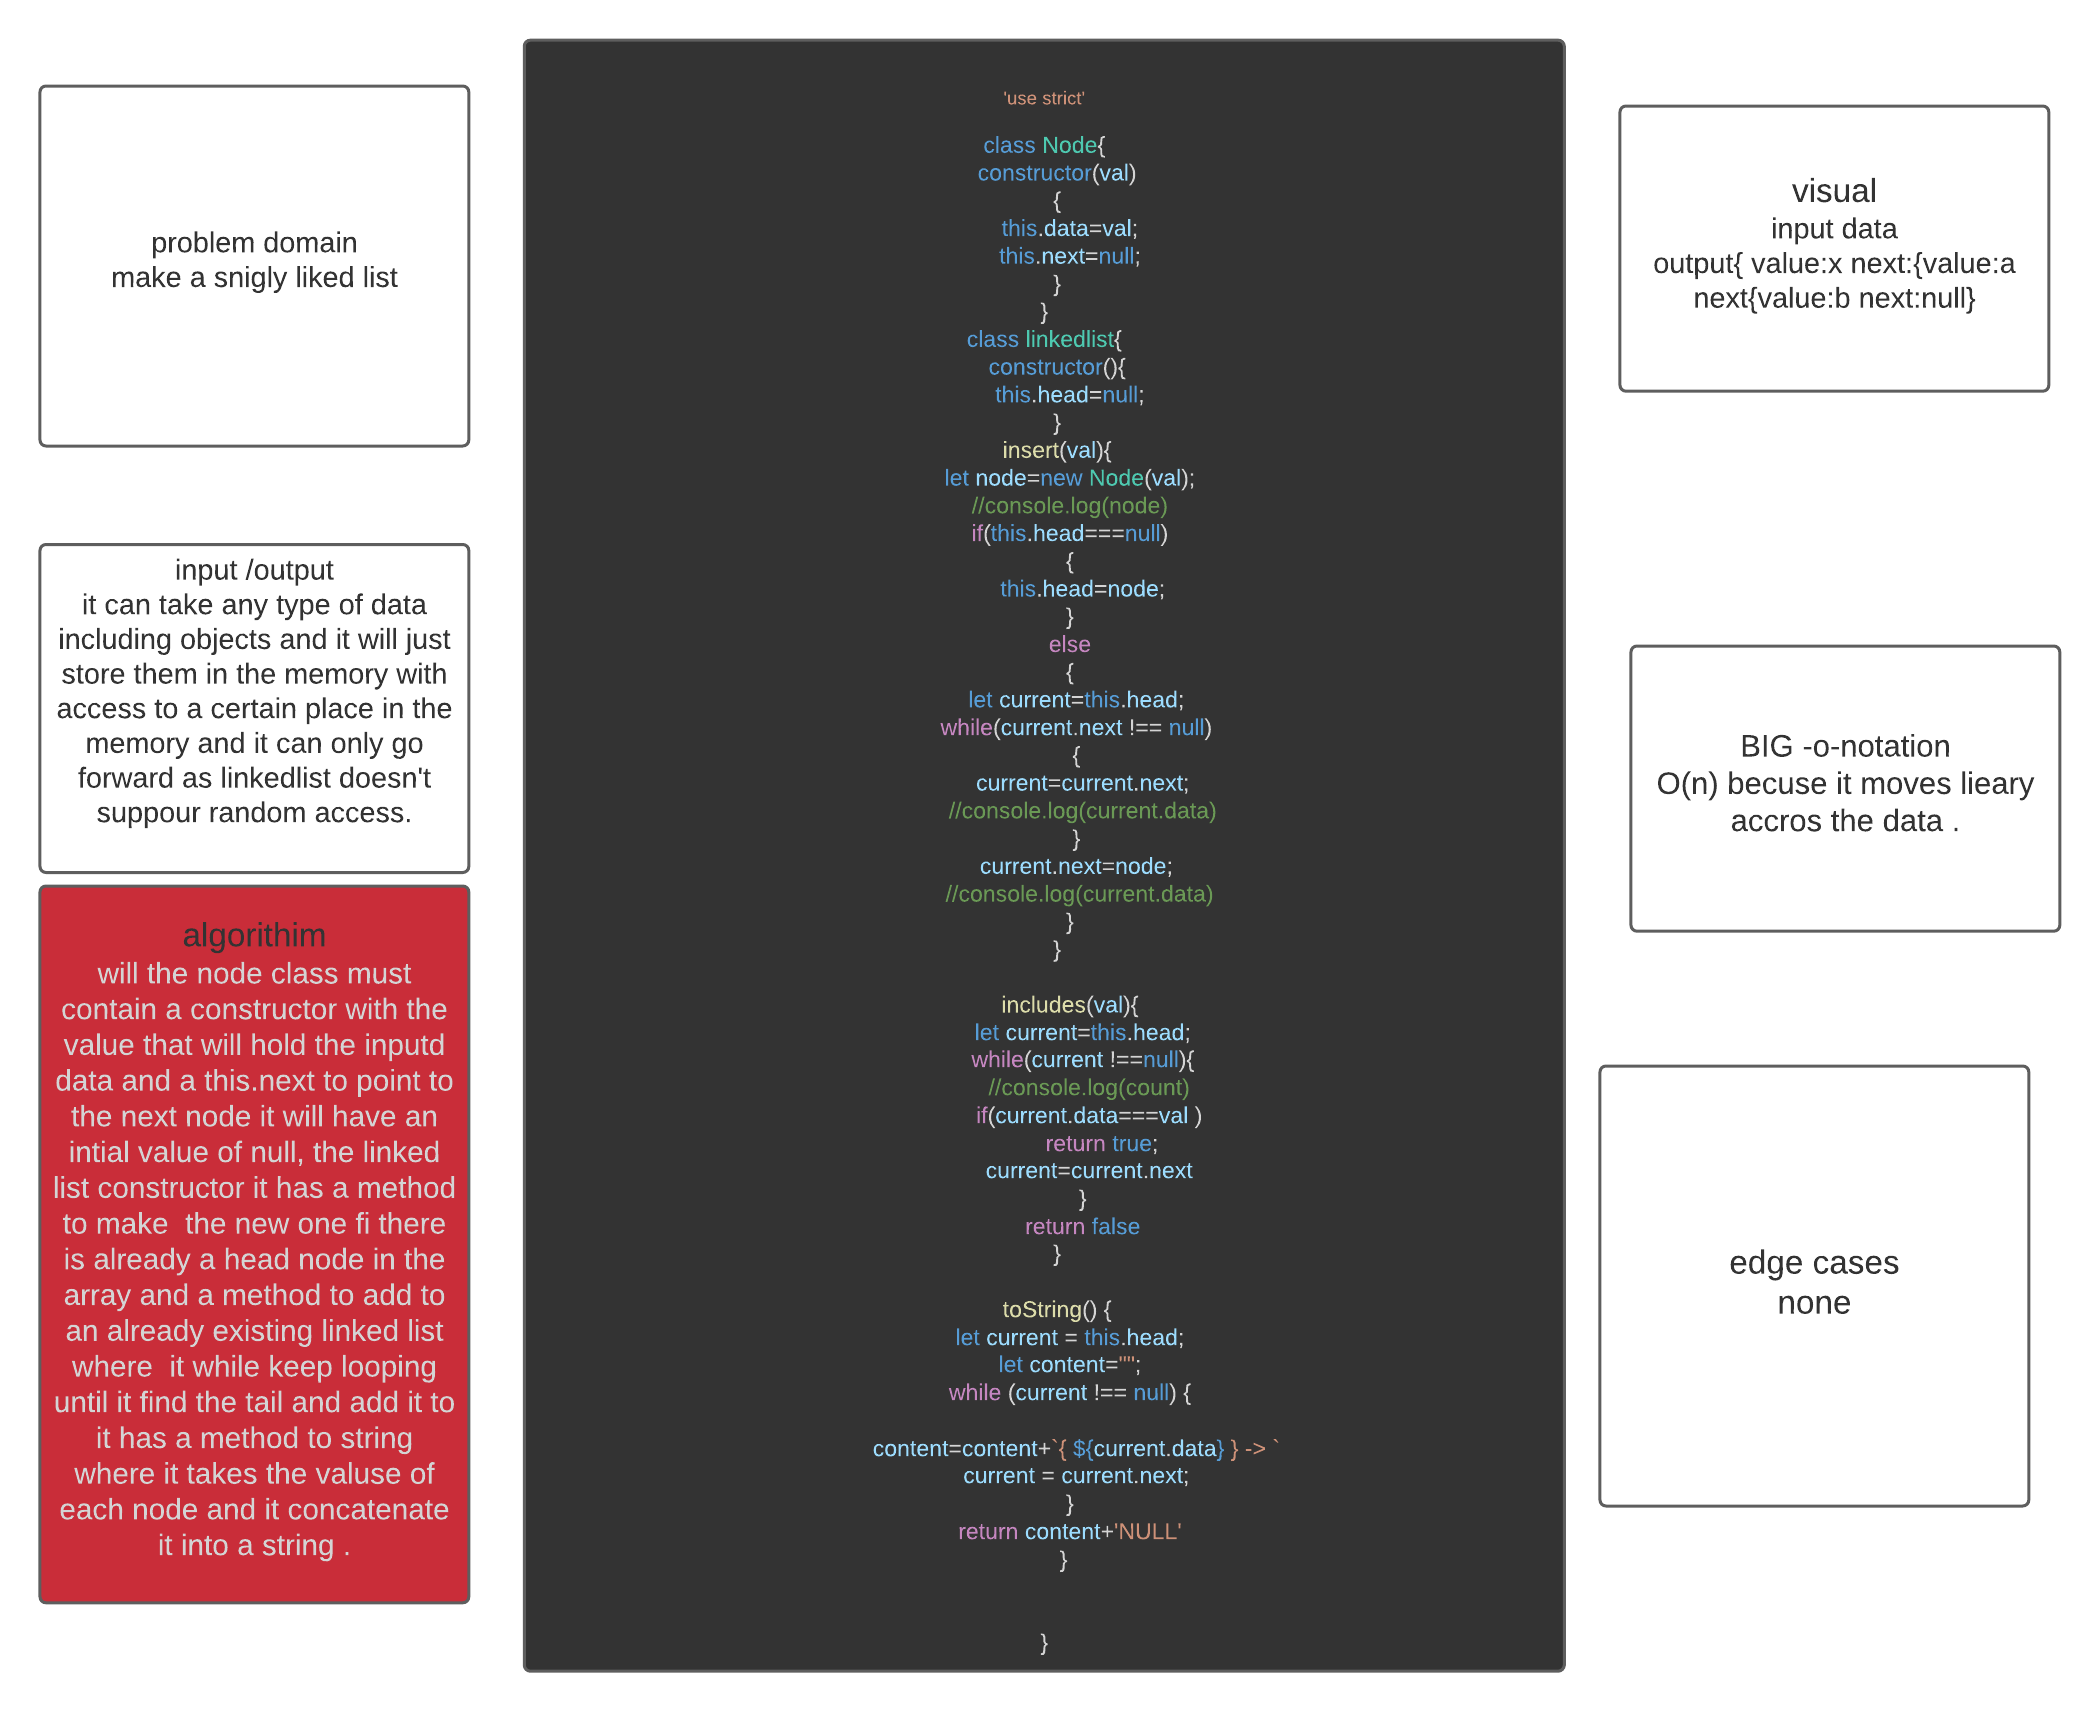 problem domain
make a snigly liked list
input /output
it can take any type of data
including objects and it will just
store them in the memory with
access to a certain place in the
memory and it can only go
forward as linkedlist doesn't
suppour random access.
algorithim
will the node class must
contain a constructor with the
value that will hold the inputd
data and a this.next to point to
the next node it will have an
intial value of null, the linked
list constructor it has a method
to make  the new one fi there
is already a head node in the
array and a method to add to
an already existing linked list
where  it while keep looping
until it find the tail and add it to
it has a method to string
where it takes the valuse of
each node and it concatenate
it into a string .
'use strict'
class Node{
constructor(val)
{
this.data=val;
this.next=null;
}
}
class linkedlist{
constructor(){
this.head=null;
}
insert(val){
let node=new Node(val);
//console.log(node)
if(this.head===null)
{
this.head=node;
}
else
{
let current=this.head;
while(current.next !== null)
{
current=current.next;
//console.log(current.data)
}
current.next=node;
//console.log(current.data)
}
}
includes(val){
let current=this.head;
while(current !==null){
//console.log(count)
if(current.data===val )
return true;
current=current.next
}
return false
}
toString() {
let current = this.head;
let content="";
while (current !== null) {
content=content+`{ ${current.data} } -> `
current = current.next;
}
return content+'NULL'
}
}
visual
input data
output{ value:x next:{value:a
next{value:b next:null}
BIG -o-notation
O(n) becuse it moves lieary
accros the data .
edge cases
none